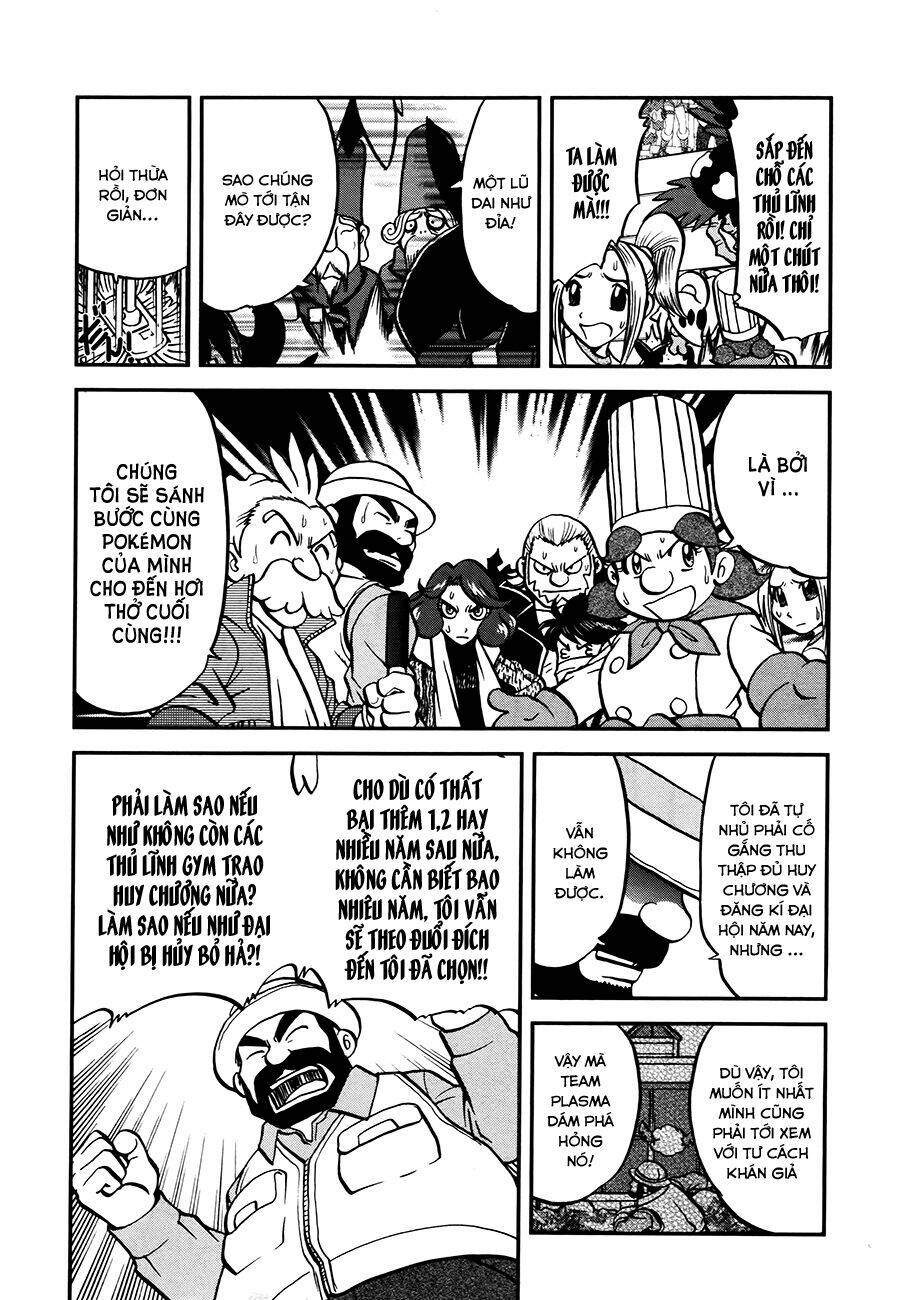 SẮP ĐẾN
CHỖ CÁC
THỦ LĨNH
RỒI! CHỈ
MỘT CHÚT
NỮA THÔI!
TA LÀM
ĐƯỢC
MÀ!!!
MỘT LŨ
DAI NHƯ
ĐỈA!
SAO CHÚNG
MÒ TỚI TẬN
ĐÂY ĐƯỢC?
HỎI THỪA
RỒI, ĐƠN
GIẢN...
LÀ BỞI
VÌ ...
CHÚNG
TÔI SẼ SÁNH
BƯỚC CÙNG
POKÉMON
CỦA MÌNH
CHO ĐẾN HƠI
THỞ CUỐI
CÙNG!!!
TÔI ĐÃ TỰ
NHỦ PHẢI CỐ
GẮNG THU
THẬP ĐỦ HUY
CHƯƠNG VÀ
ĐĂNG KÍ ĐẠI
HỘI NĂM NAY,
NHƯNG ...
VẪN
KHÔNG
LÀM
ĐƯỢC.
DÙ VẬY, TÔI
MUỐN ÍT NHẤT
MÌNH CŨNG
PHẢI TỚI XEM
VỚI TƯ CÁCH
KHÁN GIẢ
VẬY MÀ
TEAM
PLASMA
DÁM PHÁ
HỎNG
NÓ!
CHO DÙ CÓ THẤT
BẠI THÊM 1,2 HAY
NHIỀU NĂM SAU NỮA,
KHÔNG CẦN BIẾT BAO
NHIÊU NĂM, TÔI VẪN
SẼ THEO ĐUỔI ĐÍCH
ĐẾN TÔI ĐÃ CHỌN!!
PHẢI LÀM SAO NẾU
NHƯ KHÔNG CÒN CÁC
THỦ LĨNH GYM TRAO
HUY CHƯƠNG NỮA?
LÀM SAO NẾU NHƯ ĐẠI
HỘI BỊ HỦY BỎ HẢ?!